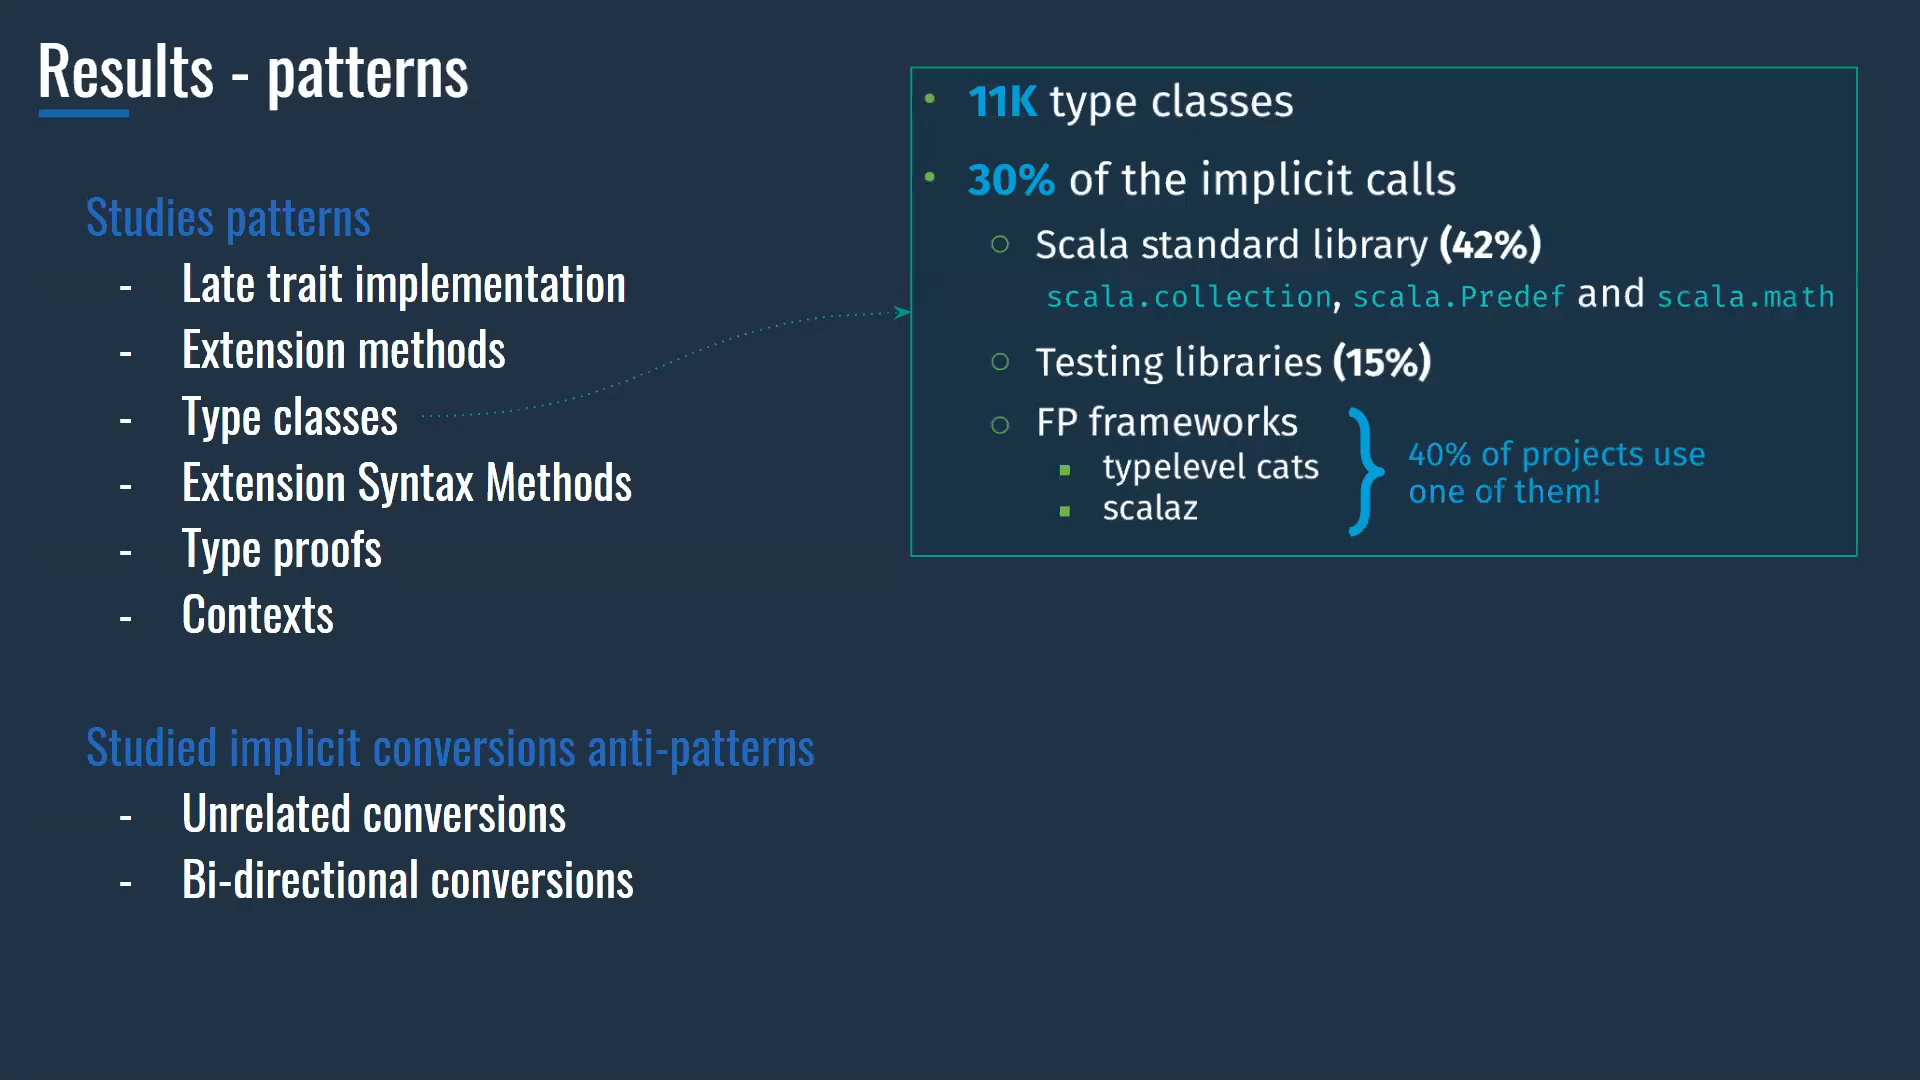 Results - patterns
Studies patterns
- Late trait implementation
- Extension methods
- Type classes
- Extension Syntax Methods
- Type proofs
- Contexts
Studied implicit conversions anti-patterns
- Unrelated conversions
- Bi-directional conversions
• 11K type classes
• 30% of the implicit calls
○ Scala standard library (42%)
scala.collection, scala.Predef and scala.math
○ Testing libraries (15%)
○ FP frameworks
▪ typelevel cats
▪ scalaz
40% of projects use
one of them!